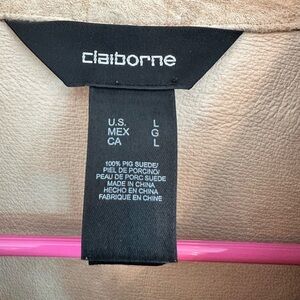 claiborne
U.S. L
MEX G
CA L
100% PIG SUEDE/
PIEL DE PORCINO/
PEAU DE PORC SUEDE
MADE IN CHINA
HECHO EN CHINA
FABRIQUE EN CHINE